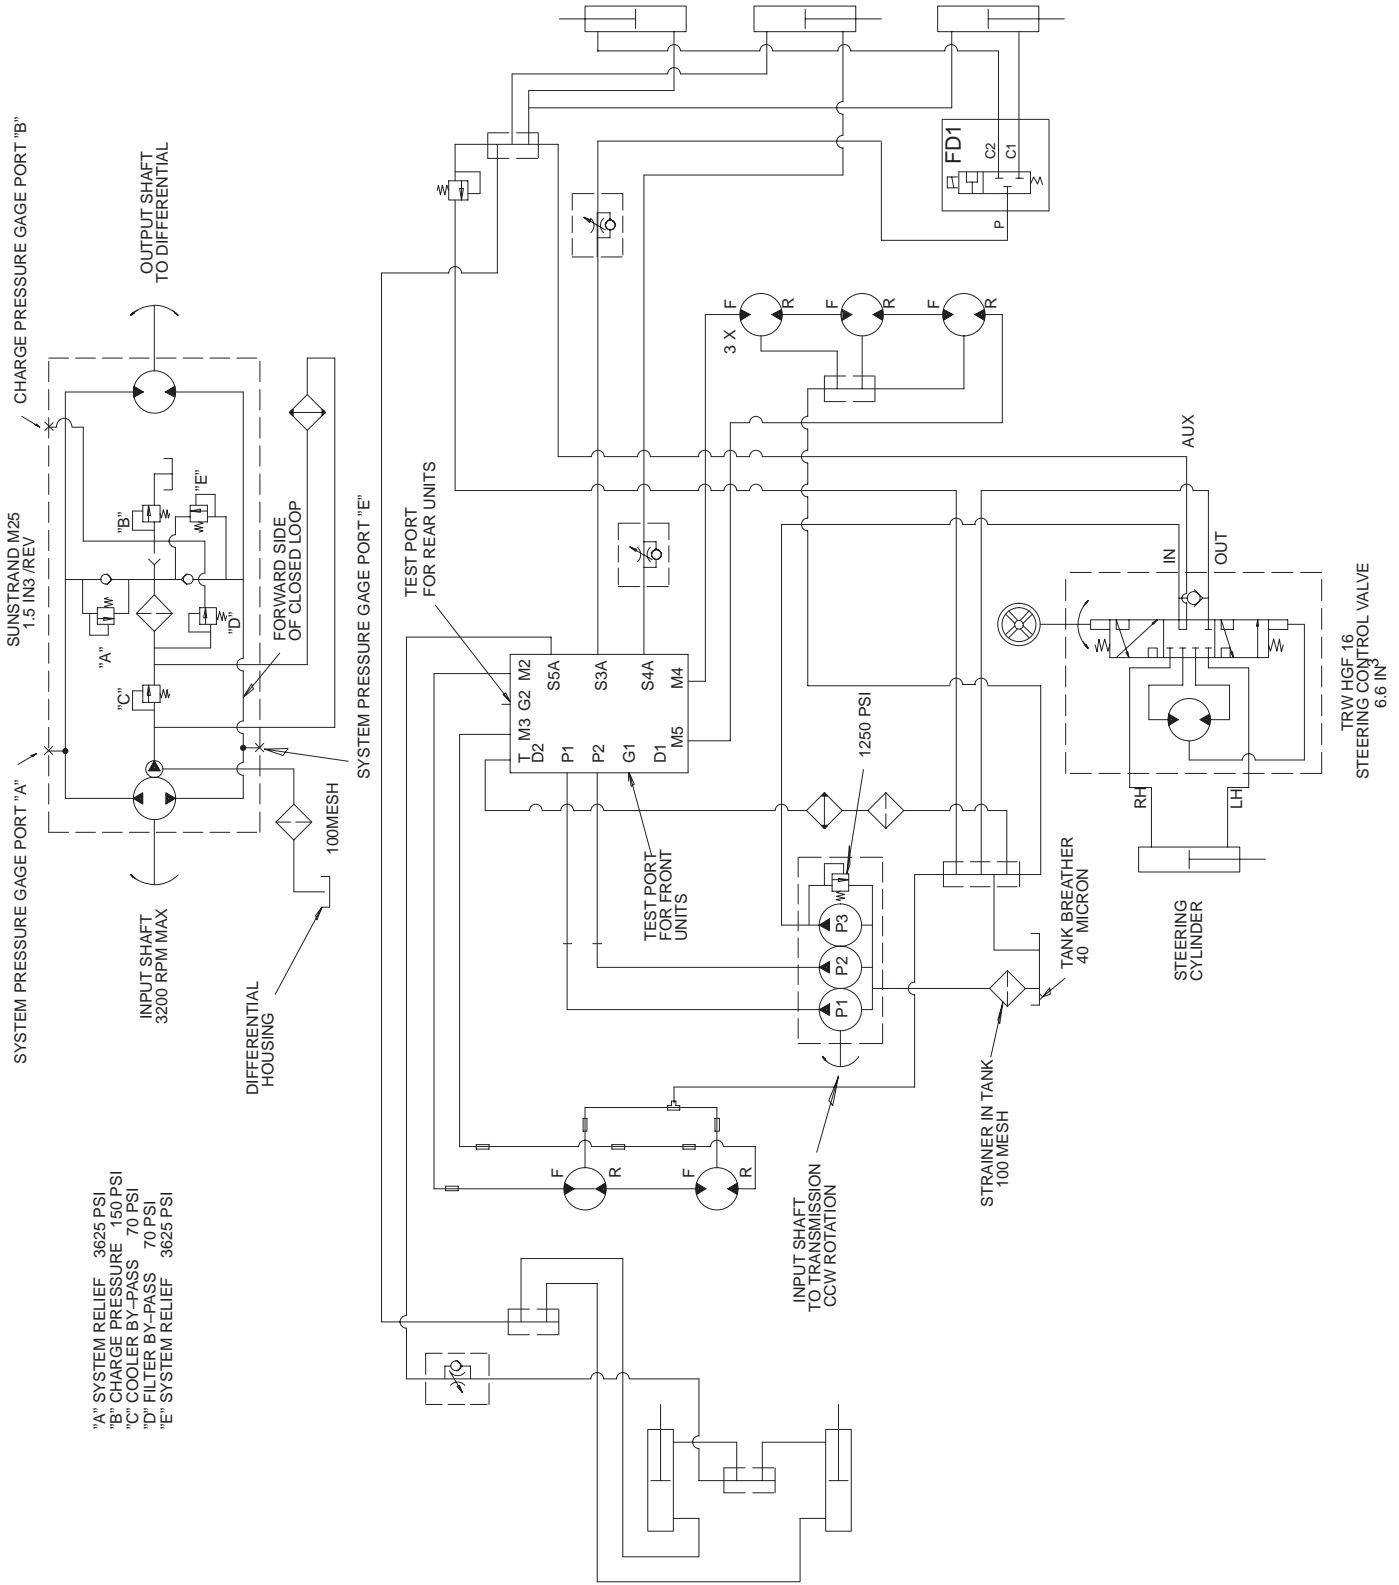 "A" SYSTEM RELIEF 3625 PSI
"B" CHARGE PRESSURE 150 PSI
"C" COOLER BY–PASS 70 PSI
"D" FILTER BY–PASS 70 PSI
"E" SYSTEM RELIEF 3625 PSI
SYSTEM PRESSURE GAGE PORT "A"
SUNSTRAND M25
1.5 IN3 /REV
CHARGE PRESSURE GAGE PORT "B"
INPUT SHAFT
3200 RPM MAX
OUTPUT SHAFT
TO DIFFERENTIAL
"C"
"A"
"B"
"D"
"E"
FORWARD SIDE
OF CLOSED LOOP
DIFFERENTIAL
HOUSING
100MESH
SYSTEM PRESSURE GAGE PORT "E"
TEST PORT
FOR REAR UNITS
T
D2
M3
G2
M2
P1
S5A
P2
S3A
G1
S4A
D1
M5
M4
TEST PORT
FOR FRONT
UNITS
F
R
F
R
3 X
F
R
F
R
F
R
FD1
C2
C1
P
INPUT SHAFT
TO TRANSMISSION
CCW ROTATION
P1
P2
P3
1250 PSI
STRAINER IN TANK
100 MESH
TANK BREATHER
40 MICRON
STEERING
CYLINDER
RH
LH
IN
OUT
AUX
TRW HGF 16
STEERING CONTROL VALVE
6.6 IN3